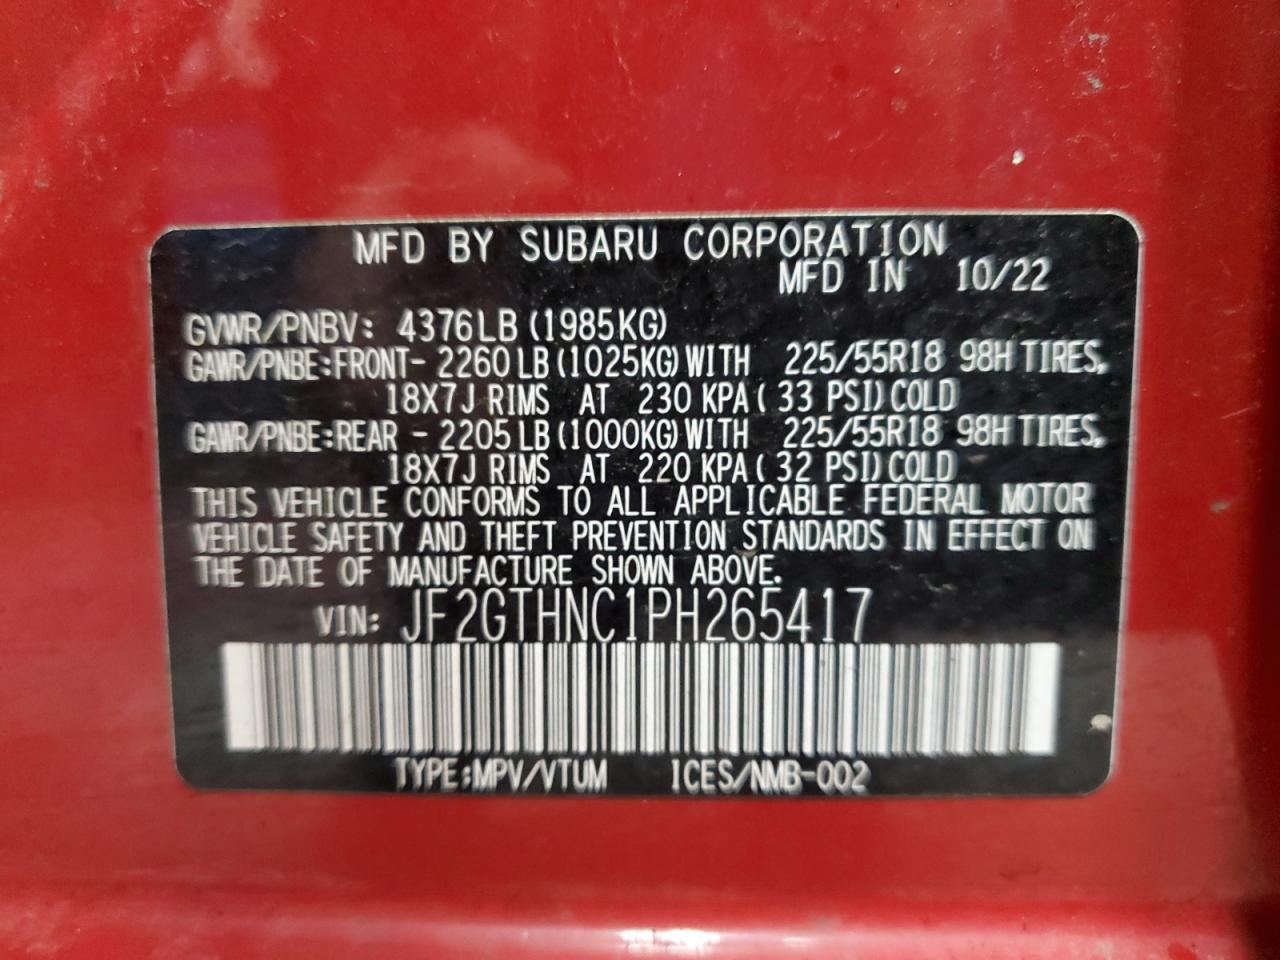 MFD BY SUBARU CORPORATION
MFD IN 10/22
GVWR/PNBV: 4376LB (1985KG)
GAWR/PNBE:FRONT- 2260LB (1025KG) WITH 225/55R18 98H TIRES,
18X7J RIMS AT 230 KPA ( 33 PSI) COLD
GAWR/PNBE:REAR - 2205LB (1000KG) WITH 225/55R18 98H TIRES,
18X7J RIMS AT 220 KPA ( 32 PSI) COLD
THIS VEHICLE CONFORMS TO ALL APPLICABLE FEDERAL MOTOR
VEHICLE SAFETY AND THEFT PREVENTION STANDARDS IN EFFECT ON
THE DATE OF MANUFACTURE SHOWN ABOVE.
VIN: JF2GTHNC1PH265417
TYPE:MPV/VTUM ICES/NMB-002